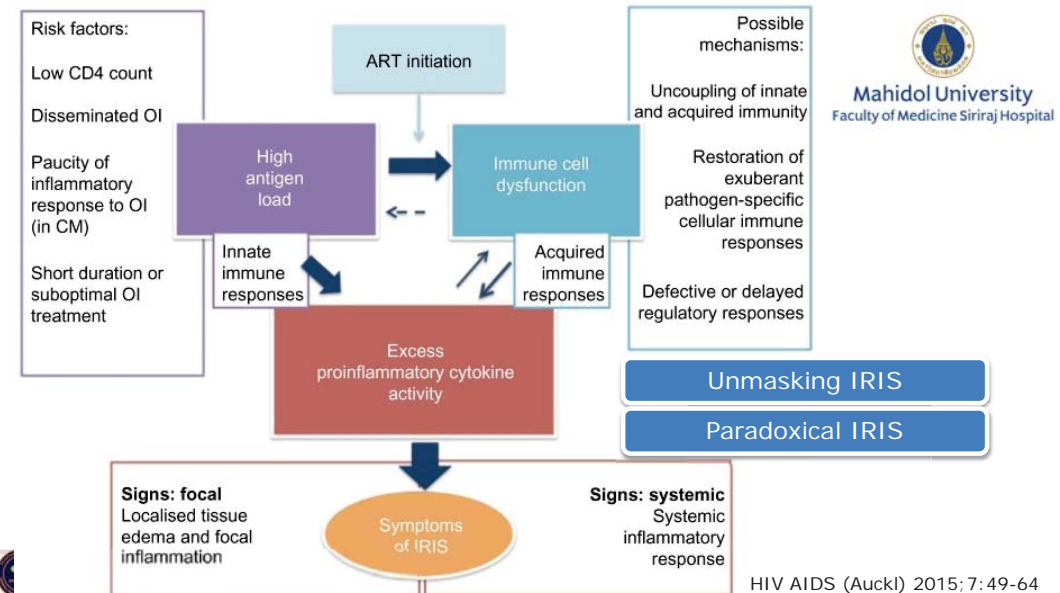 Risk factors:
Low CD4 count
Disseminated OI
Paucity of
inflammatory
response to OI
(in CM)
Short duration or
suboptimal OI
treatment
ART initiation
High
antigen
load
Immune cell
dysfunction
Innate
immune
responses
Acquired
immune
responses
Excess
proinflammatory cytokine
activity
Possible
mechanisms:
Uncoupling of innate
and acquired immunity
Restoration of
exuberant
pathogen-specific
cellular immune
responses
Defective or delayed
regulatory responses
Mahidol University
Faculty of Medicine Siriraj Hospital
Unmasking IRIS
Paradoxical IRIS
Signs: focal
Localised tissue
edema and focal
inflammation
Symptoms
of IRIS
Signs: systemic
Systemic
inflammatory
response
HIV AIDS (Auckl) 2015;7:49-64